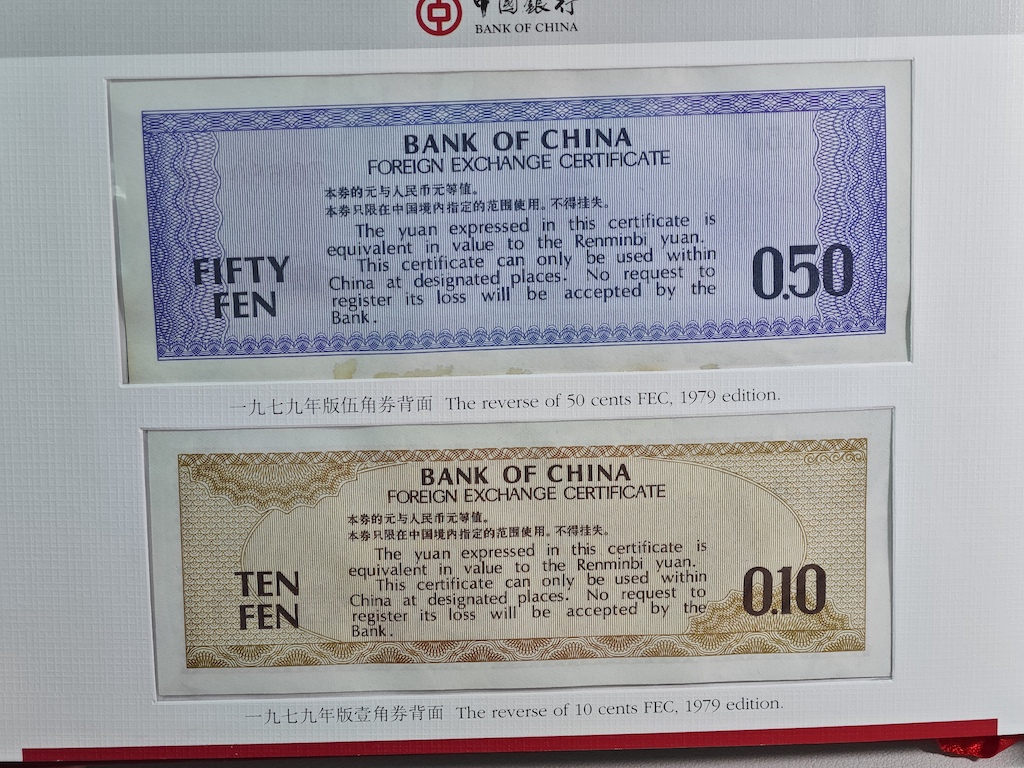 中国银行
BANK OF CHINA
BANK OF CHINA
FOREIGN EXCHANGE CERTIFICATE
本券的元与人民币元等值。
本券只限在中国境内指定的范围使用。不得挂失。
The yuan expressed in this certificate is
equivalent in value to the Renminbi yuan.
This certificate can only be used within
China at designated places. No request to
register its loss will be accepted by the
Bank.
FIFTY
FEN
0.50
一九七九年版伍角券背面 The reverse of 50 cents FEC, 1979 edition.
BANK OF CHINA
FOREIGN EXCHANGE CERTIFICATE
本券的元与人民币元等值。
本券只限在中国境内指定的范围使用。不得挂失。
The yuan expressed in this certificate is
equivalent in value to the Renminbi yuan.
This certificate can only be used within
China at designated places. No request to
register its loss will be accepted by the
Bank.
TEN
FEN
0.10
一九七九年版壹角券背面 The reverse of 10 cents FEC, 1979 edition.